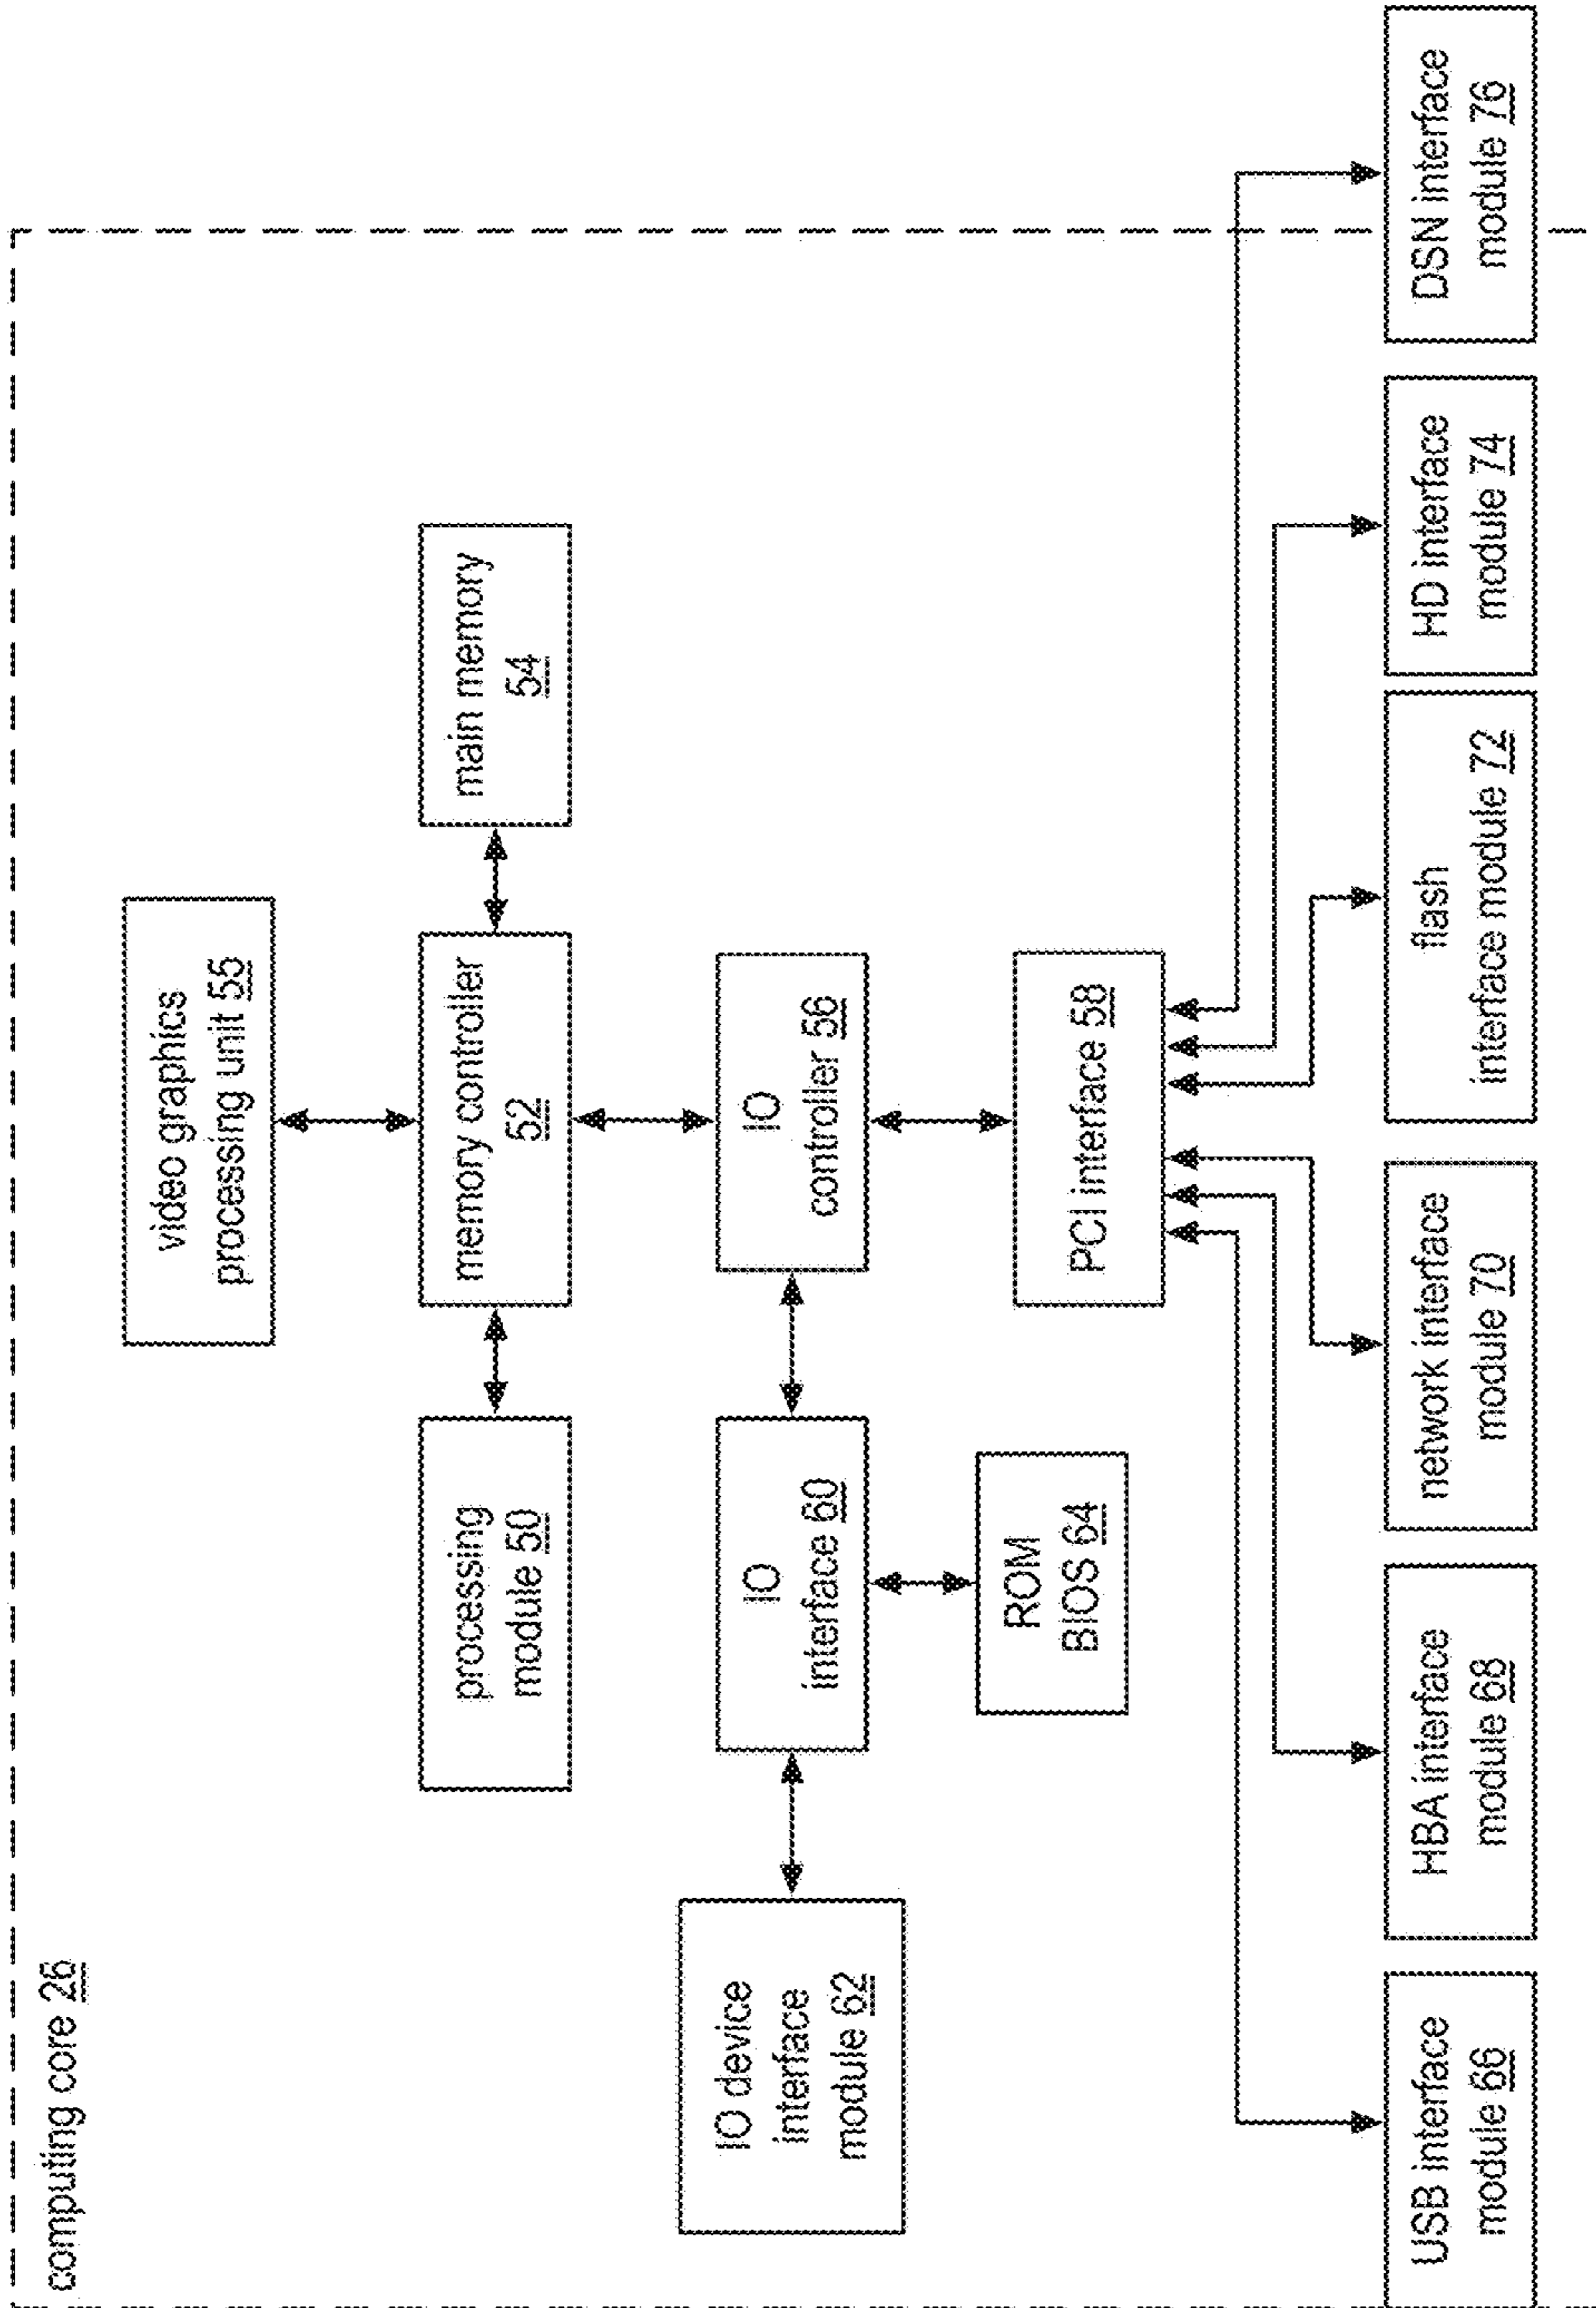 computing core 26
video graphics
processing unit 55
processing
module 50
memory controller
52
main memory
54
IO device
interface
module 62
IO
interface 60
IO
controller 56
ROM
BIOS 64
PCI interface 58
USB interface
module 66
HBA interface
module 68
network interface
module 70
flash
interface module 72
HD interface
module 74
DSN interface
module 76